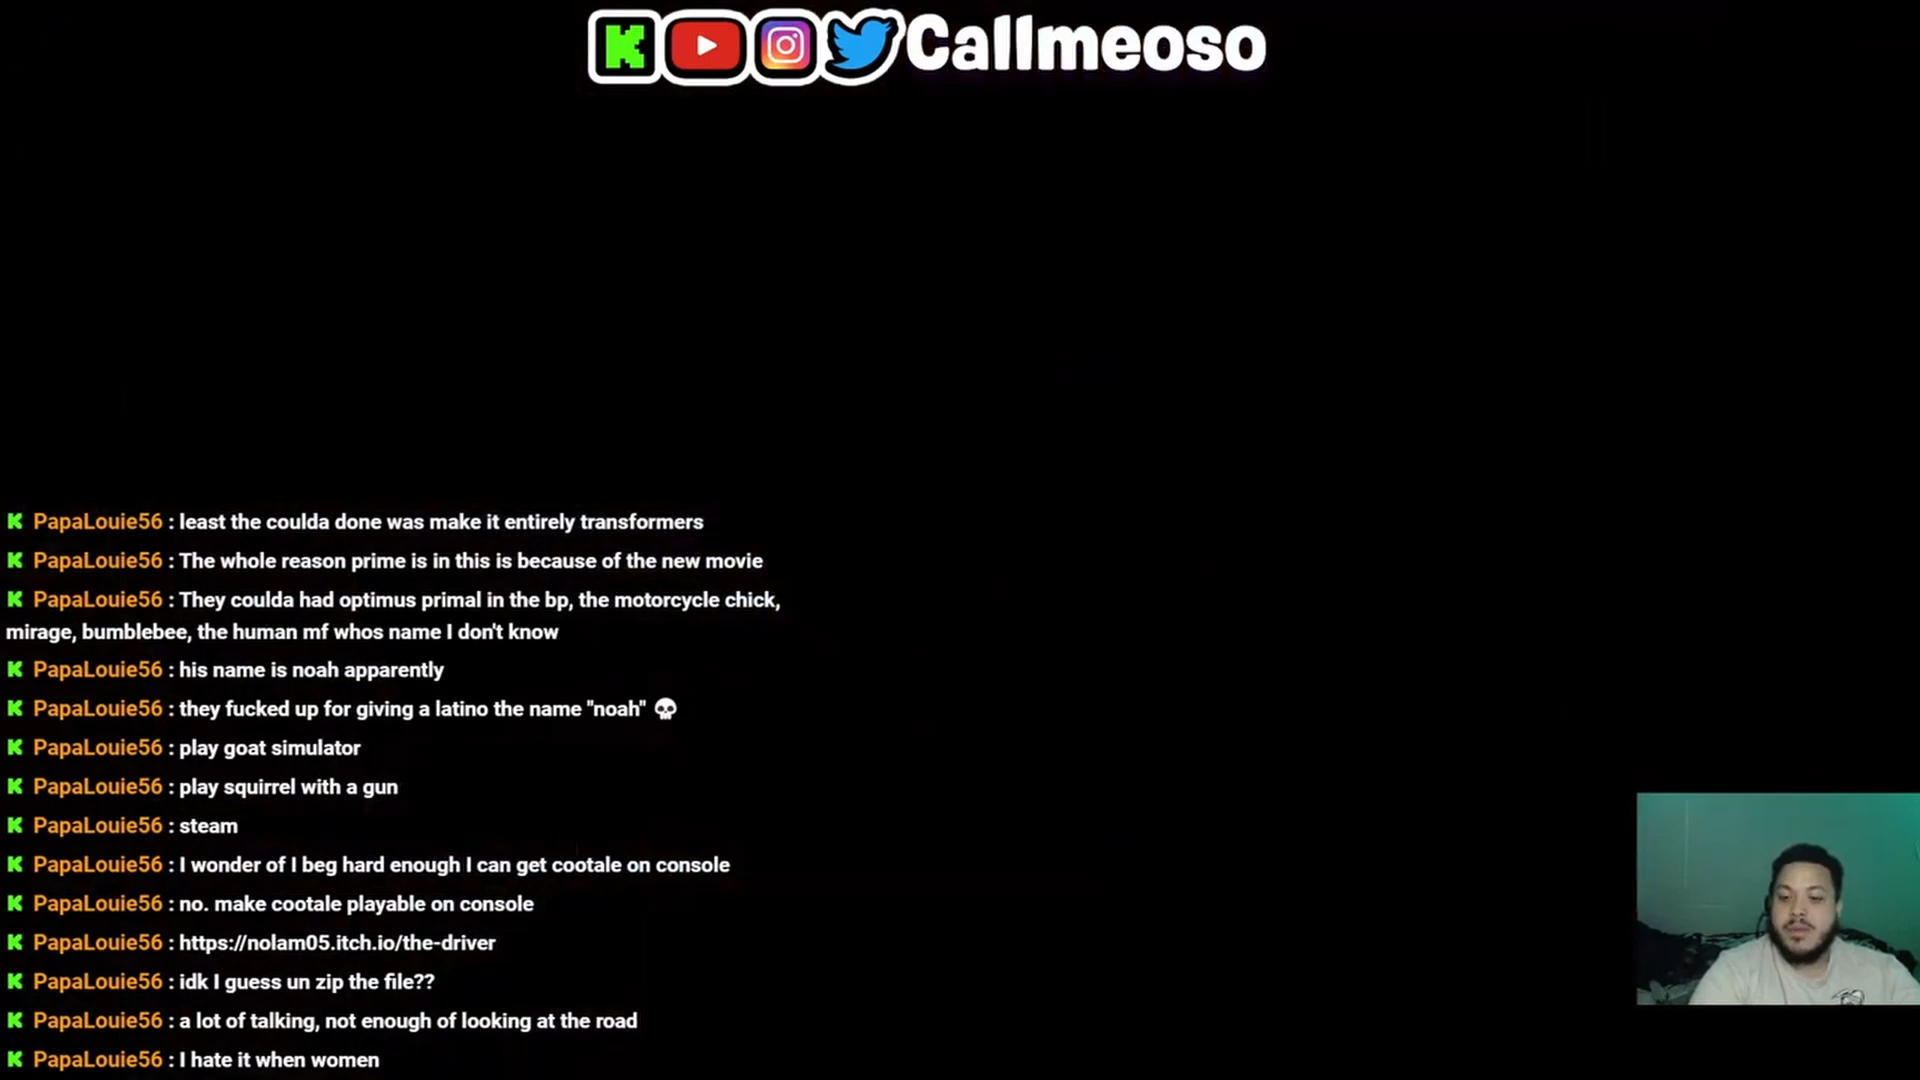 Callmeoso
PapaLouie56 : least the coulda done was make it entirely transformers
PapaLouie56 : The whole reason prime is in this is because of the new movie
PapaLouie56 : They coulda had optimus primal in the bp, the motorcycle chick,
mirage, bumblebee, the human mf whos name I don't know
PapaLouie56 : his name is noah apparently
PapaLouie56 : they fucked up for giving a latino the name "noah" 💀
PapaLouie56 : play goat simulator
PapaLouie56 : play squirrel with a gun
PapaLouie56 : steam
PapaLouie56 : I wonder of I beg hard enough I can get cootale on console
PapaLouie56 : no. make cootale playable on console
PapaLouie56 : https://nolam05.itch.io/the-driver
PapaLouie56 : idk I guess un zip the file??
PapaLouie56 : a lot of talking, not enough of looking at the road
PapaLouie56 : I hate it when women